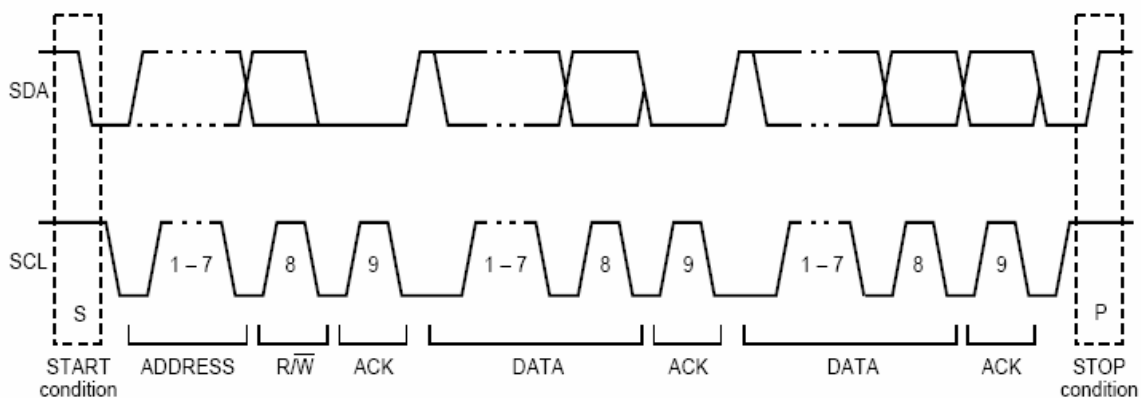 SDA
SCL
1 – 7
8
9
1 – 7
8
9
1 – 7
8
9
S
P
START
condition
ADDRESS
R/W̅
ACK
DATA
ACK
DATA
ACK
STOP
condition